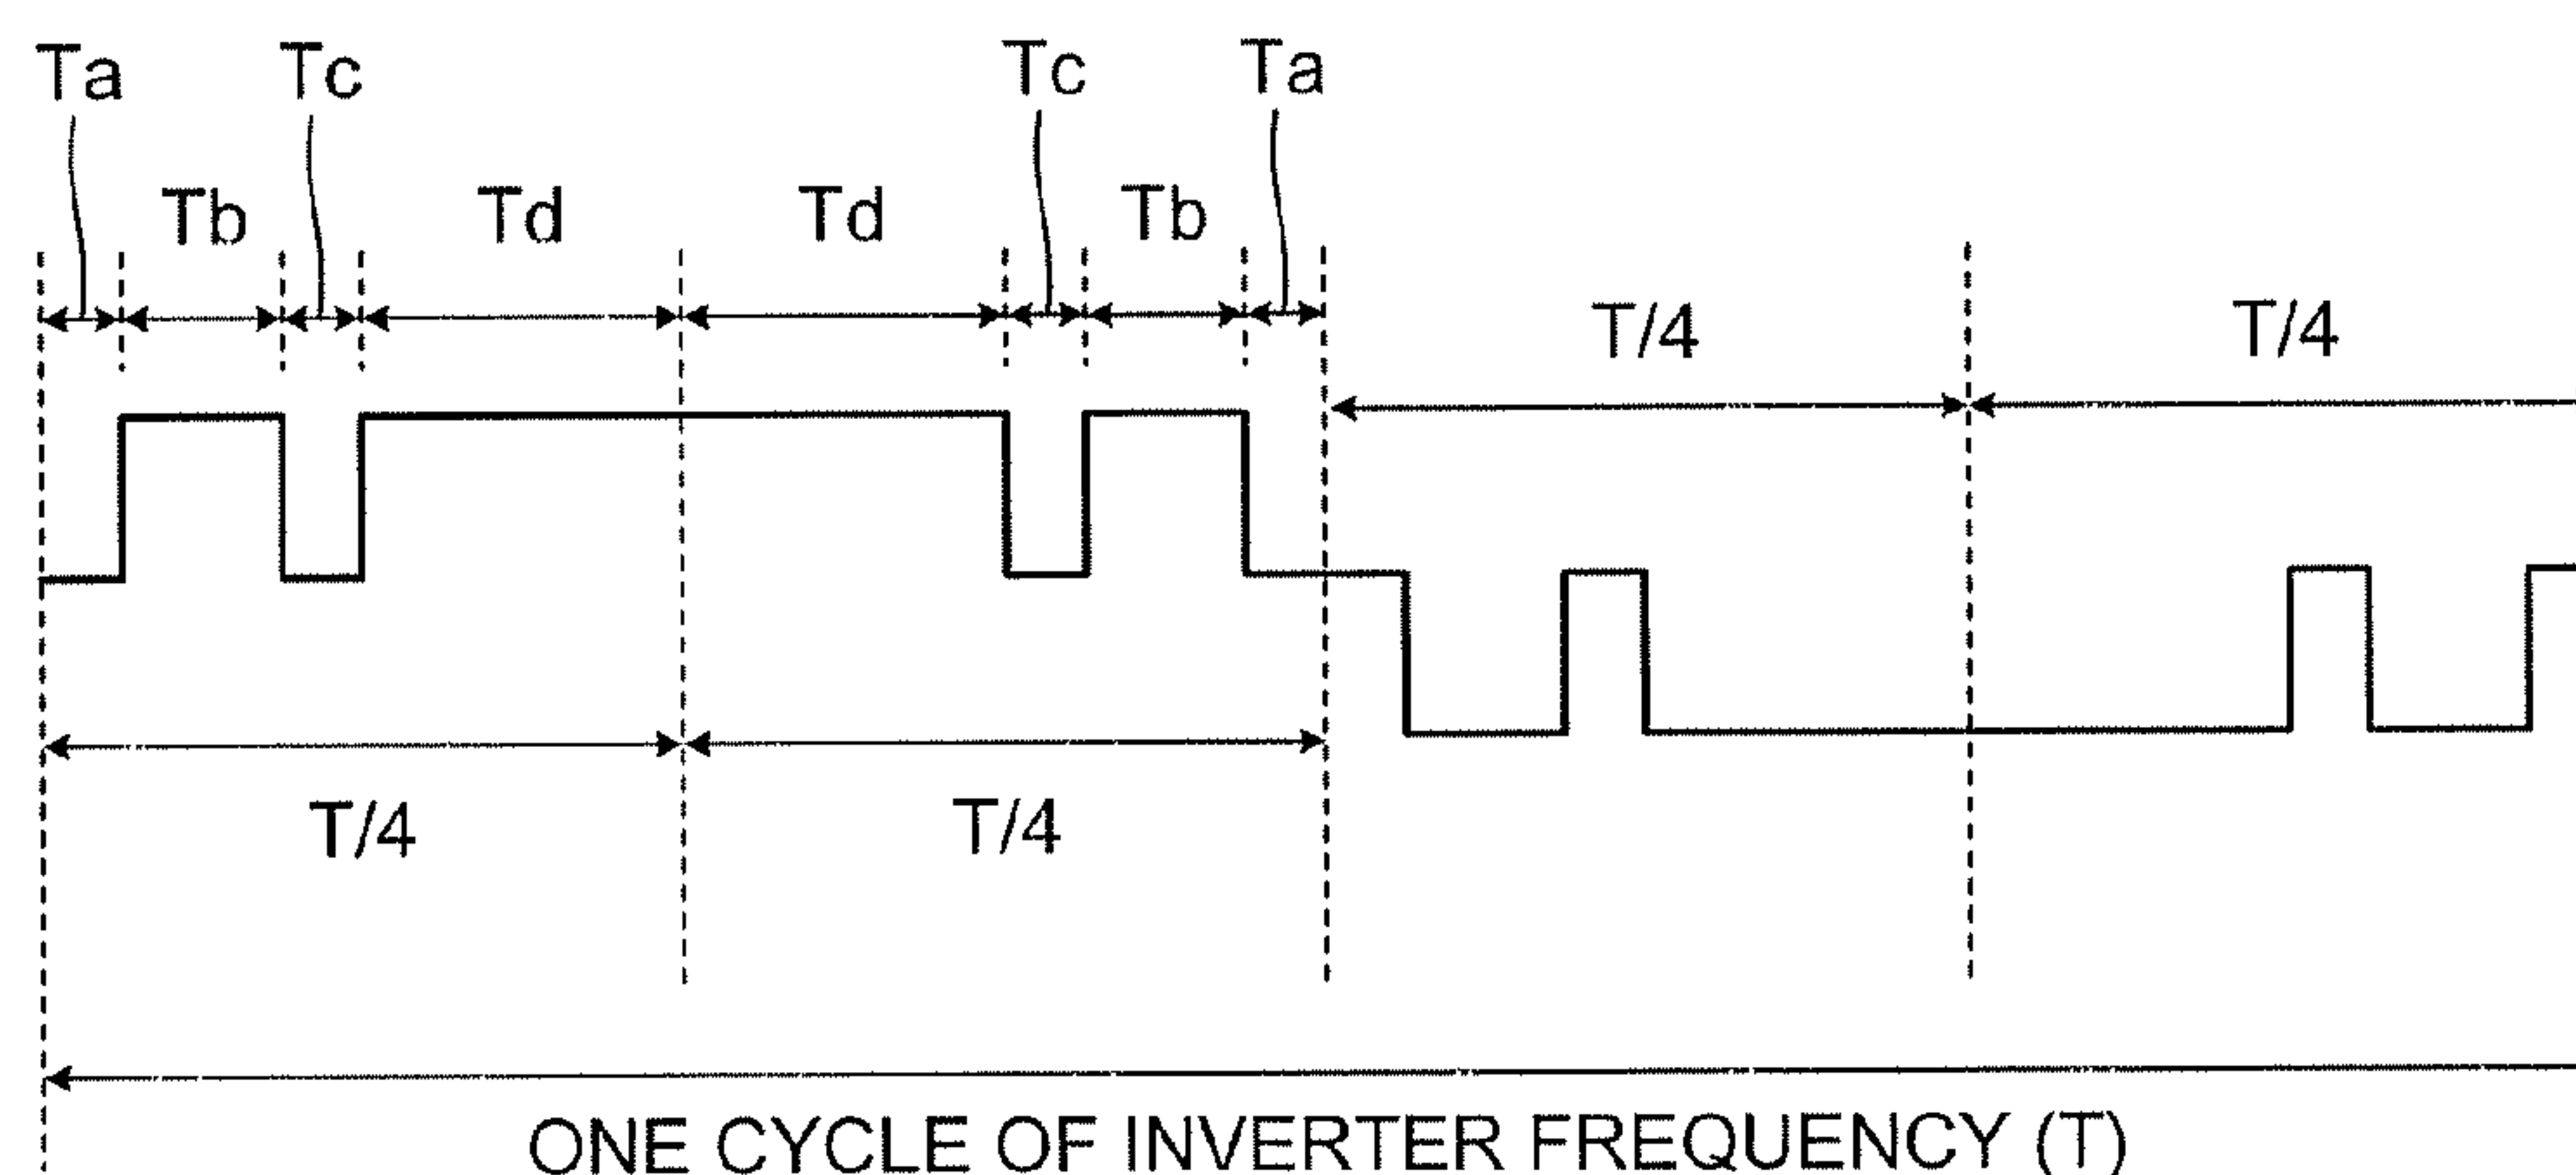 Ta Tc Tc Ta
Tb Td Td Tb
T/4 T/4
T/4 T/4
ONE CYCLE OF INVERTER FREQUENCY (T)